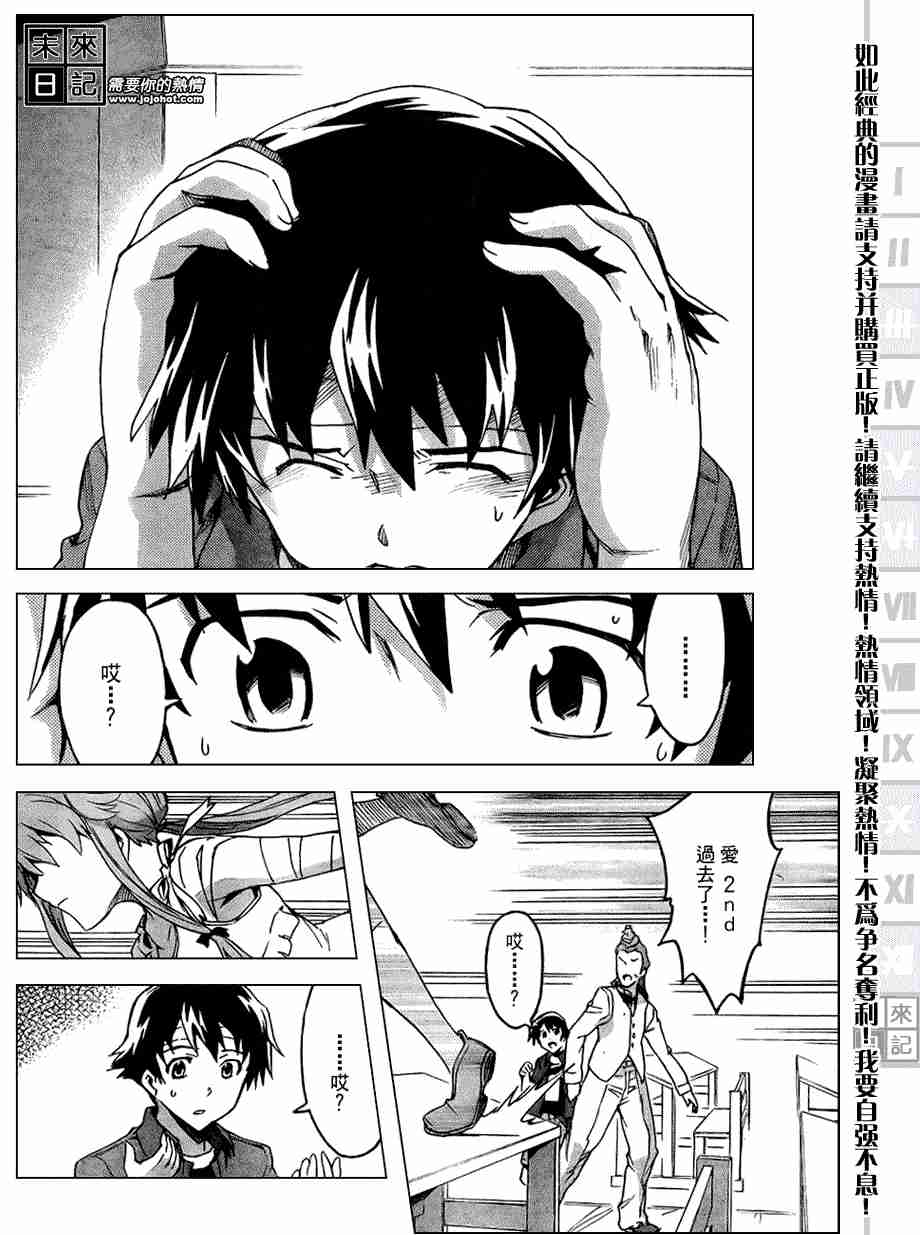 未來
日記
需要你的熱情
www.jojohot.com
如此經典的漫畫請支持并購買正版！請繼續支持熱情！熱情領域！凝聚熱情！不爲争名奪利！我要自强不息！
I
II
III
IV
V
VI
VII
VIII
IX
X
XI
來
記
…………
哎……？
愛 2nd
過去了……！
哎………？
……哎？